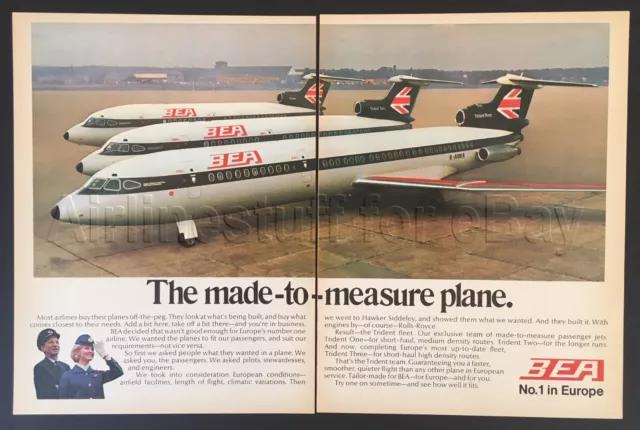 BEA
BEA
BEA
Trident Two
Trident Three
Airlinestuff for eBay
The made-to-measure plane.
Most airlines buy their planes off-the-peg. They look at what's being built, and buy what
comes closest to their needs. Add a bit here, take off a bit there—and you're in business.
BEA decided that wasn't good enough for Europe's number one
airline. We wanted the planes to fit our passengers, and suit our
requirements—not vice versa.
So first we asked people what they wanted in a plane. We
asked you, the passengers. And we asked pilots, stewardesses,
and engineers.
We took into consideration European conditions—
airfield facilities, length of flight, climatic variations. Then
we went to Hawker Siddeley, and showed them what we wanted. And they built it. With
engines by—of course—Rolls-Royce.
Result—the Trident fleet. Our exclusive team of made-to-measure passenger jets.
Trident One—for short-haul, medium density routes. Trident Two—for the longer runs.
And now, completing Europe's most up-to-date fleet,
Trident Three—for short-haul high density routes.
That's the Trident team. Guaranteeing you a faster,
smoother, quieter flight than any other plane in European
service. Tailor-made for BEA—for Europe—and for you.
Try one on sometime—and see how well it fits.
BEA
No.1 in Europe